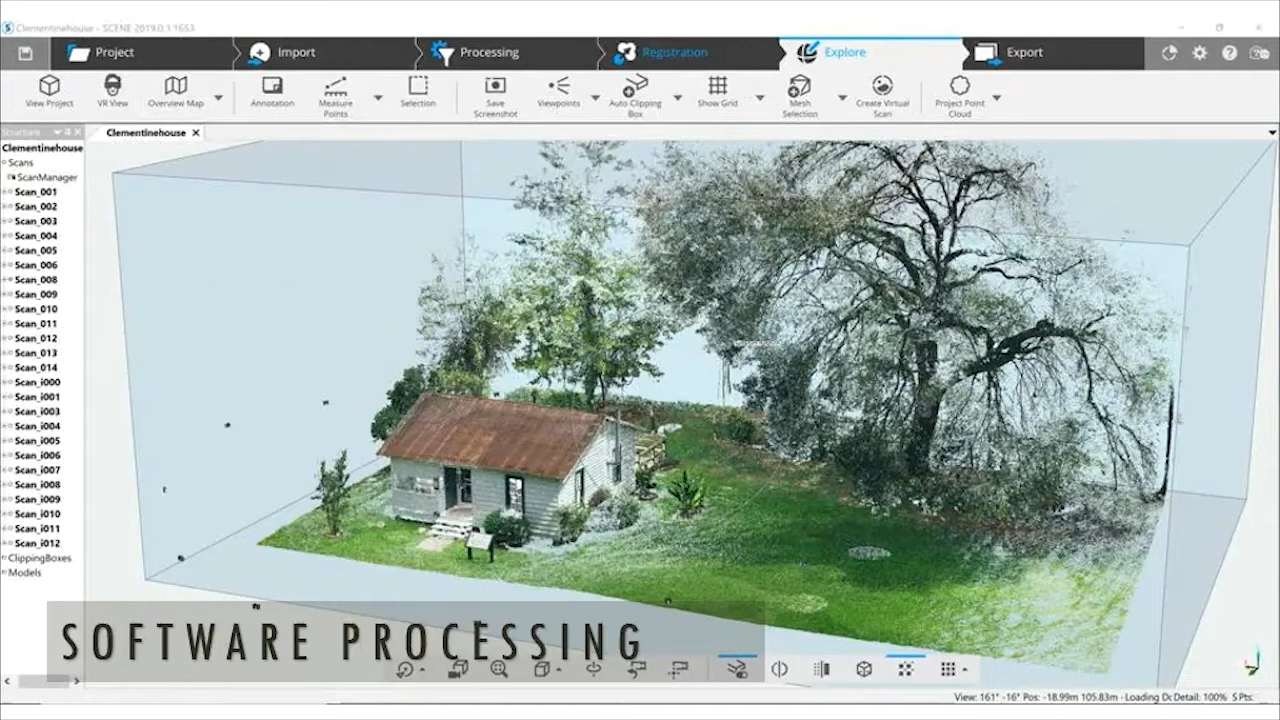 Clementinehouse - SCENE 2019.0.1.1653
Project
Import
Processing
Registration
Explore
Export
View Project
VR View
Overview Map
Annotation
Measure Points
Selection
Save Screenshot
Viewpoints
Auto Clipping Box
Show Grid
Mesh Selection
Create Virtual Scan
Project Point Cloud
Structure
Clementinehouse
Clementinehouse
Scans
ScanManager
Scan_001
Scan_002
Scan_003
Scan_004
Scan_005
Scan_006
Scan_008
Scan_009
Scan_010
Scan_011
Scan_012
Scan_013
Scan_014
Scan_i000
Scan_i001
Scan_i003
Scan_i004
Scan_i005
Scan_i006
Scan_i007
Scan_i008
Scan_i009
Scan_i010
Scan_i011
Scan_i012
ClippingBoxes
Models
SOFTWARE PROCESSING
View: 161° -16° Pos: -18.99m 105.83m - Loading Dc Detail: 100% S Pts: